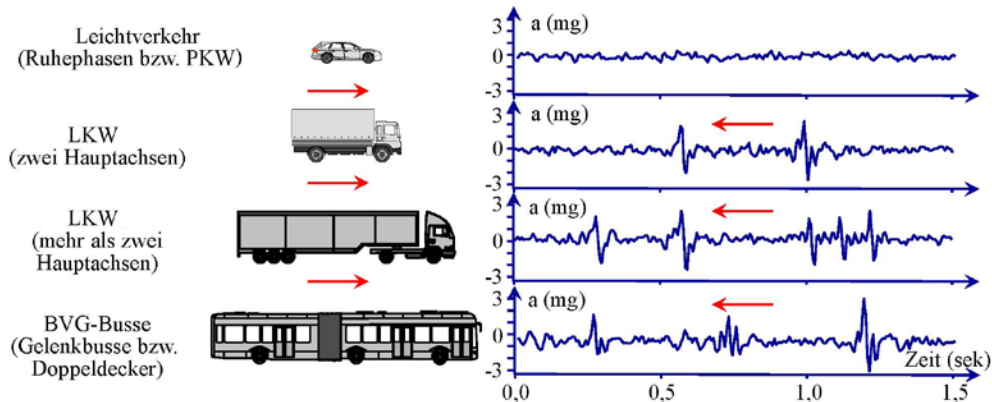 Leichtverkehr
(Ruhephasen bzw. PKW)
3
0
-3
a (mg)
LKW
(zwei Hauptachsen)
3
0
-3
a (mg)
LKW
(mehr als zwei
Hauptachsen)
3
0
-3
a (mg)
BVG-Busse
(Gelenkbusse bzw.
Doppeldecker)
3
0
-3
a (mg)
Zeit (sek)
0,0 0,5 1,0 1,5